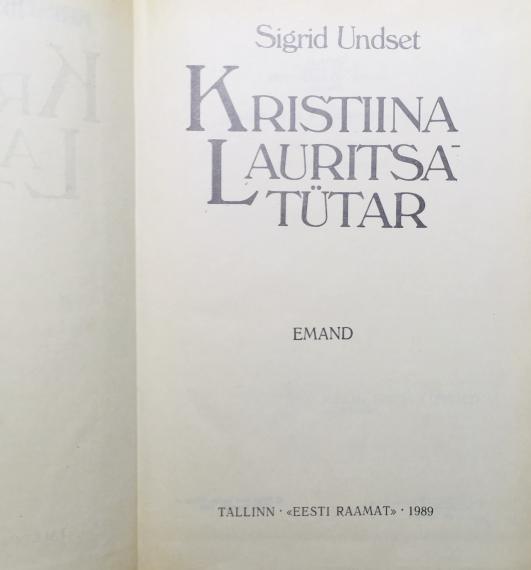 Sigrid Undset
KRISTIINA
LAURITSA-
TÜTAR
EMAND
TALLINN · «EESTI RAAMAT» · 1989